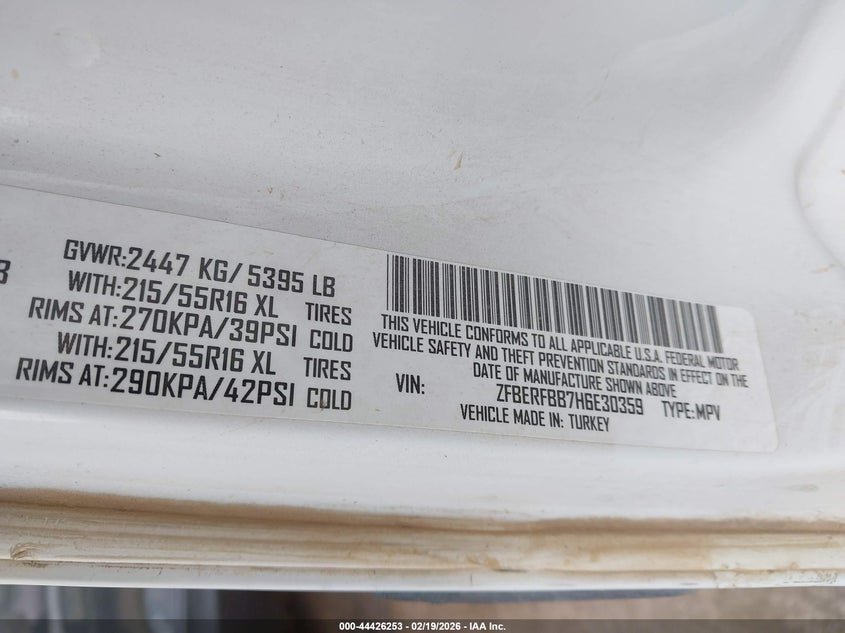 B
GVWR:2447 KG/5395 LB
WITH:215/55R16 XL TIRES
RIMS AT:270KPA/39PSI COLD
WITH:215/55R16 XL TIRES
RIMS AT:290KPA/42PSI COLD
THIS VEHICLE CONFORMS TO ALL APPLICABLE U.S.A. FEDERAL MOTOR
VEHICLE SAFETY AND THEFT PREVENTION STANDARDS IN EFFECT ON THE
DATE OF MANUFACTURE SHOWN ABOVE
VIN: ZFBERFBB7H6E30359 TYPE:MPV
VEHICLE MADE IN: TURKEY
000-44426253 - 02/19/2026 - IAA Inc.